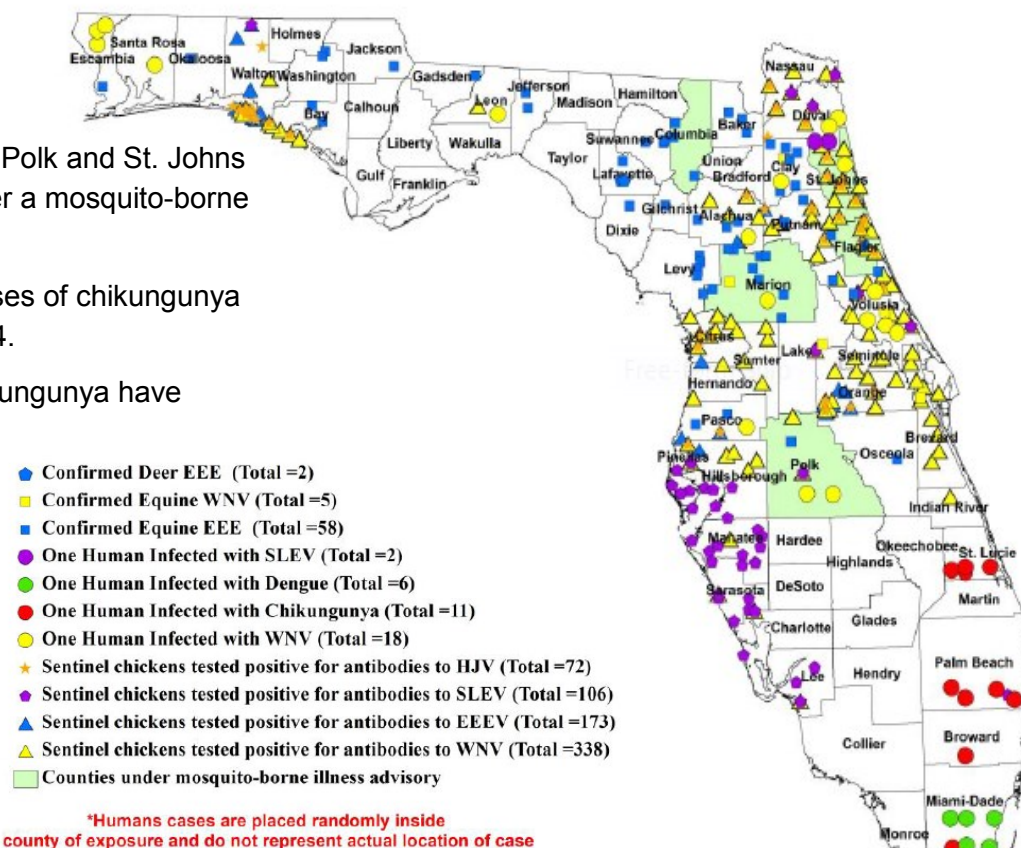 Polk and St. Johns
er a mosquito-borne
ses of chikungunya
4.
ungunya have
Confirmed Deer EEE (Total =2)
Confirmed Equine WNV (Total =5)
Confirmed Equine EEE (Total =58)
One Human Infected with SLEV (Total =2)
One Human Infected with Dengue (Total =6)
One Human Infected with Chikungunya (Total =11)
One Human Infected with WNV (Total =18)
Sentinel chickens tested positive for antibodies to HJV (Total =72)
Sentinel chickens tested positive for antibodies to SLEV (Total =106)
Sentinel chickens tested positive for antibodies to EEEV (Total =173)
Sentinel chickens tested positive for antibodies to WNV (Total =338)
Counties under mosquito-borne illness advisory
*Humans cases are placed randomly inside
county of exposure and do not represent actual location of case
Escambia
Santa Rosa
Okaloosa
Walton
Holmes
Washington
Jackson
Bay
Calhoun
Gulf
Gadsden
Liberty
Franklin
Leon
Wakulla
Jefferson
Madison
Taylor
Hamilton
Suwannee
Lafayette
Dixie
Columbia
Gilchrist
Baker
Union
Bradford
Alachua
Nassau
Duval
Clay
St. Johns
Putnam
Flagler
Levy
Marion
Volusia
Citrus
Sumter
Lake
Seminole
Hernando
Orange
Pasco
Pinellas
Hillsborough
Polk
Osceola
Brevard
Indian River
Manatee
Hardee
Highlands
Okeechobee
St. Lucie
Sarasota
DeSoto
Martin
Charlotte
Glades
Lee
Hendry
Palm Beach
Collier
Broward
Miami-Dade
Monroe